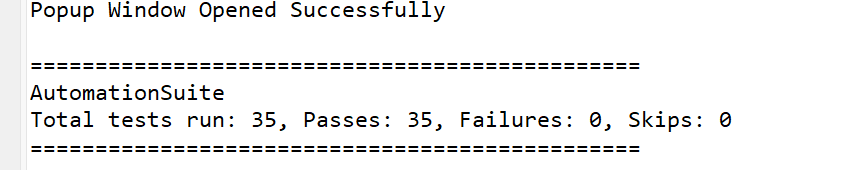 Popup Window Opened Successfully
===============================================
AutomationSuite
Total tests run: 35, Passes: 35, Failures: 0, Skips: 0
===============================================